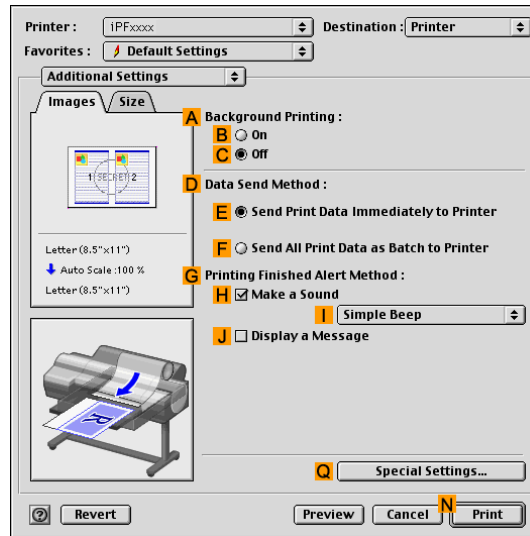 Printer : iPFxxxx Destination : Printer
Favorites : Default Settings
Additional Settings
Images Size
1 SECRET 2
Letter (8.5"×11")
Auto Scale :100 %
Letter (8.5"×11")
A Background Printing :
B On
C Off
D Data Send Method :
E Send Print Data Immediately to Printer
F Send All Print Data as Batch to Printer
G Printing Finished Alert Method :
H Make a Sound
I Simple Beep
J Display a Message
R
Q Special Settings...
N
? Revert Preview Cancel Print